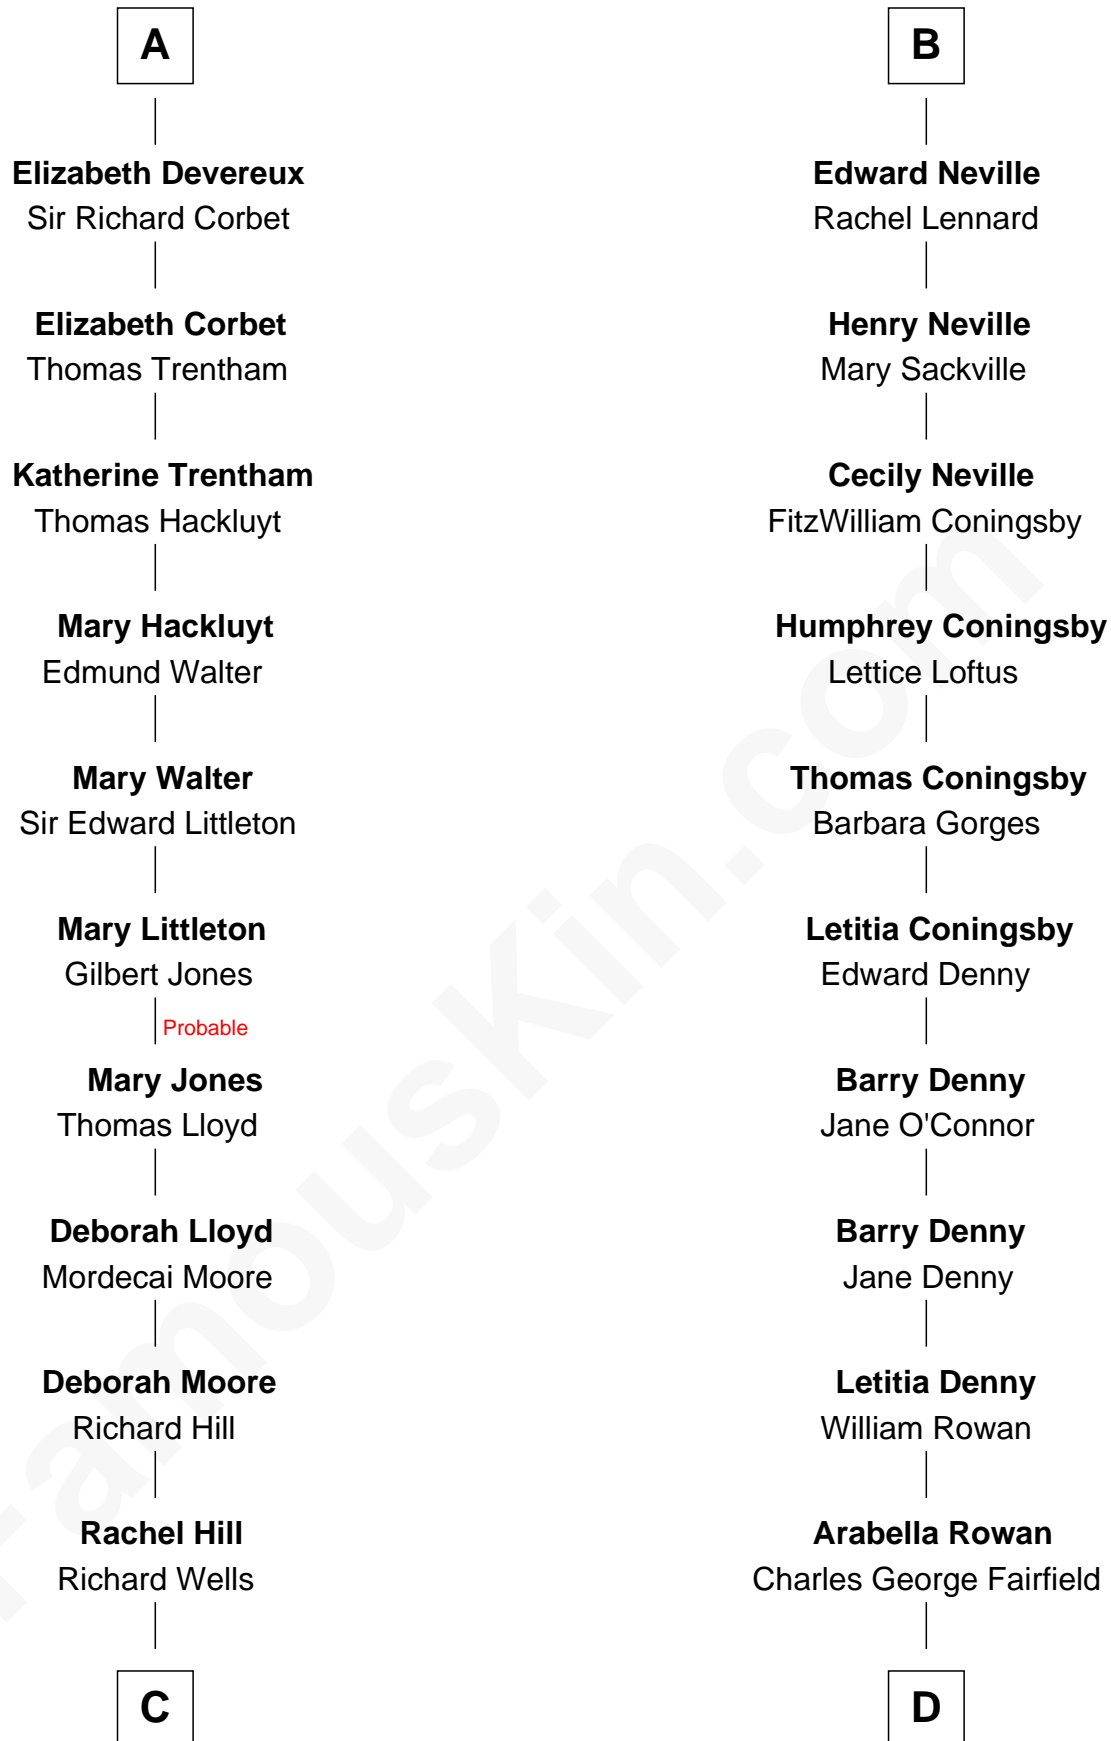 A
Elizabeth Devereux
Sir Richard Corbet
Elizabeth Corbet
Thomas Trentham
Katherine Trentham
Thomas Hackluyt
Mary Hackluyt
Edmund Walter
Mary Walter
Sir Edward Littleton
Mary Littleton
Gilbert Jones
Probable
Mary Jones
Thomas Lloyd
Deborah Lloyd
Mordecai Moore
Deborah Moore
Richard Hill
Rachel Hill
Richard Wells
C
B
Edward Neville
Rachel Lennard
Henry Neville
Mary Sackville
Cecily Neville
FitzWilliam Coningsby
Humphrey Coningsby
Lettice Loftus
Thomas Coningsby
Barbara Gorges
Letitia Coningsby
Edward Denny
Barry Denny
Jane O'Connor
Barry Denny
Jane Denny
Letitia Denny
William Rowan
Arabella Rowan
Charles George Fairfield
D
FamousKin.com